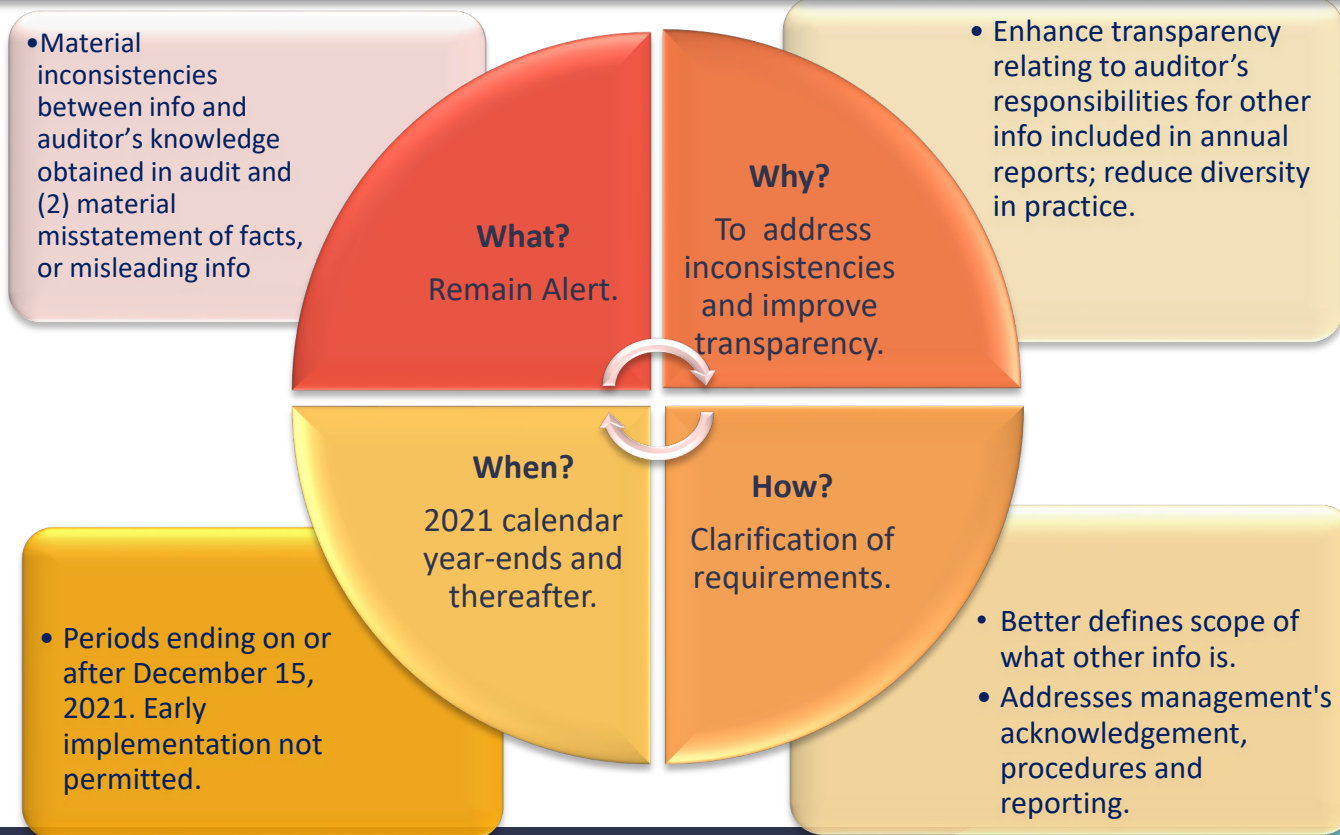 •Material
inconsistencies
between info and
auditor's knowledge
obtained in audit and
(2) material
misstatement of facts,
or misleading info
What?
Remain Alert.
Why?
To address
inconsistencies
and improve
transparency.
• Enhance transparency
relating to auditor's
responsibilities for other
info included in annual
reports; reduce diversity
in practice.
• Periods ending on or
after December 15,
2021. Early
implementation not
permitted.
When?
2021 calendar
year-ends and
thereafter.
How?
Clarification of
requirements.
• Better defines scope of
what other info is.
• Addresses management's
acknowledgement,
procedures and
reporting.